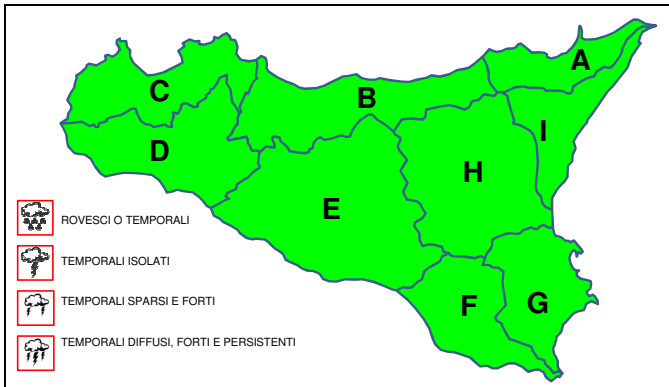 A
C
B
I
D
H
E
F
G
ROVESCI O TEMPORALI
TEMPORALI ISOLATI
TEMPORALI SPARSI E FORTI
TEMPORALI DIFFUSI, FORTI E PERSISTENTI